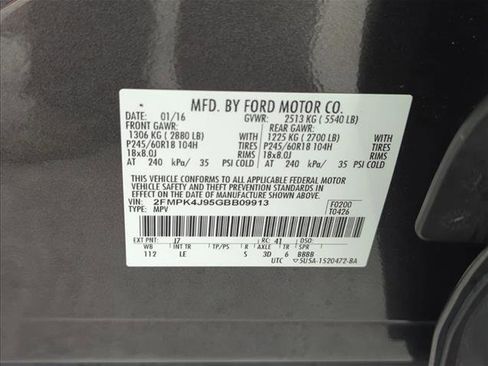 MFD. BY FORD MOTOR CO.
DATE: 01/16 GVWR: 2513 KG ( 5540 LB)
FRONT GAWR: REAR GAWR:
1306 KG ( 2880 LB) WITH 1225 KG ( 2700 LB) WITH
P245/60R18 104H TIRES P245/60R18 104H TIRES
18x8.0J RIMS 18x8.0J RIMS
AT 240 kPa/ 35 PSI COLD AT 240 kPa/ 35 PSI COLD
THIS VEHICLE CONFORMS TO ALL APPLICABLE FEDERAL MOTOR
VEHICLE SAFETY AND THEFT PREVENTION STANDARDS IN
EFFECT ON THE DATE OF MANUFACTURE SHOWN ABOVE.
VIN: 2FMPK4J95GBB09913 F0200
TYPE: MPV T0426
EXT PNT: J7 RC: 41 DSO:
WB INT TR TP/PS R AXLE TR SPR
112 LE S 3D 6 BBBB
UTC 5USA-1520472-BA